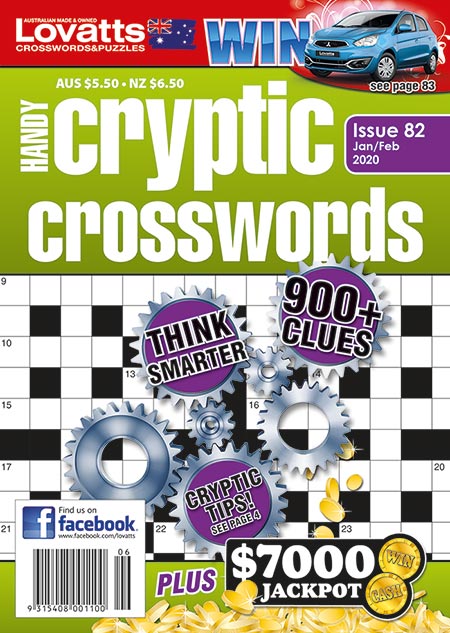 AUSTRALIAN MADE & OWNED
Lovatts
CROSSWORDS&PUZZLES
WIN
see page 83
AUS $5.50 • NZ $6.50
HANDY
cryptic
crosswords
Issue 82
Jan/Feb
2020
9
900+
CLUES
THINK
SMARTER
10
13
15
16
17
20
CRYPTIC
TIPS!
SEE PAGE 4
21
23
Find us on
facebook
www.facebook.com/lovatts
06
9 315408 001100
PLUS
$7000
JACKPOT
WIN
CASH